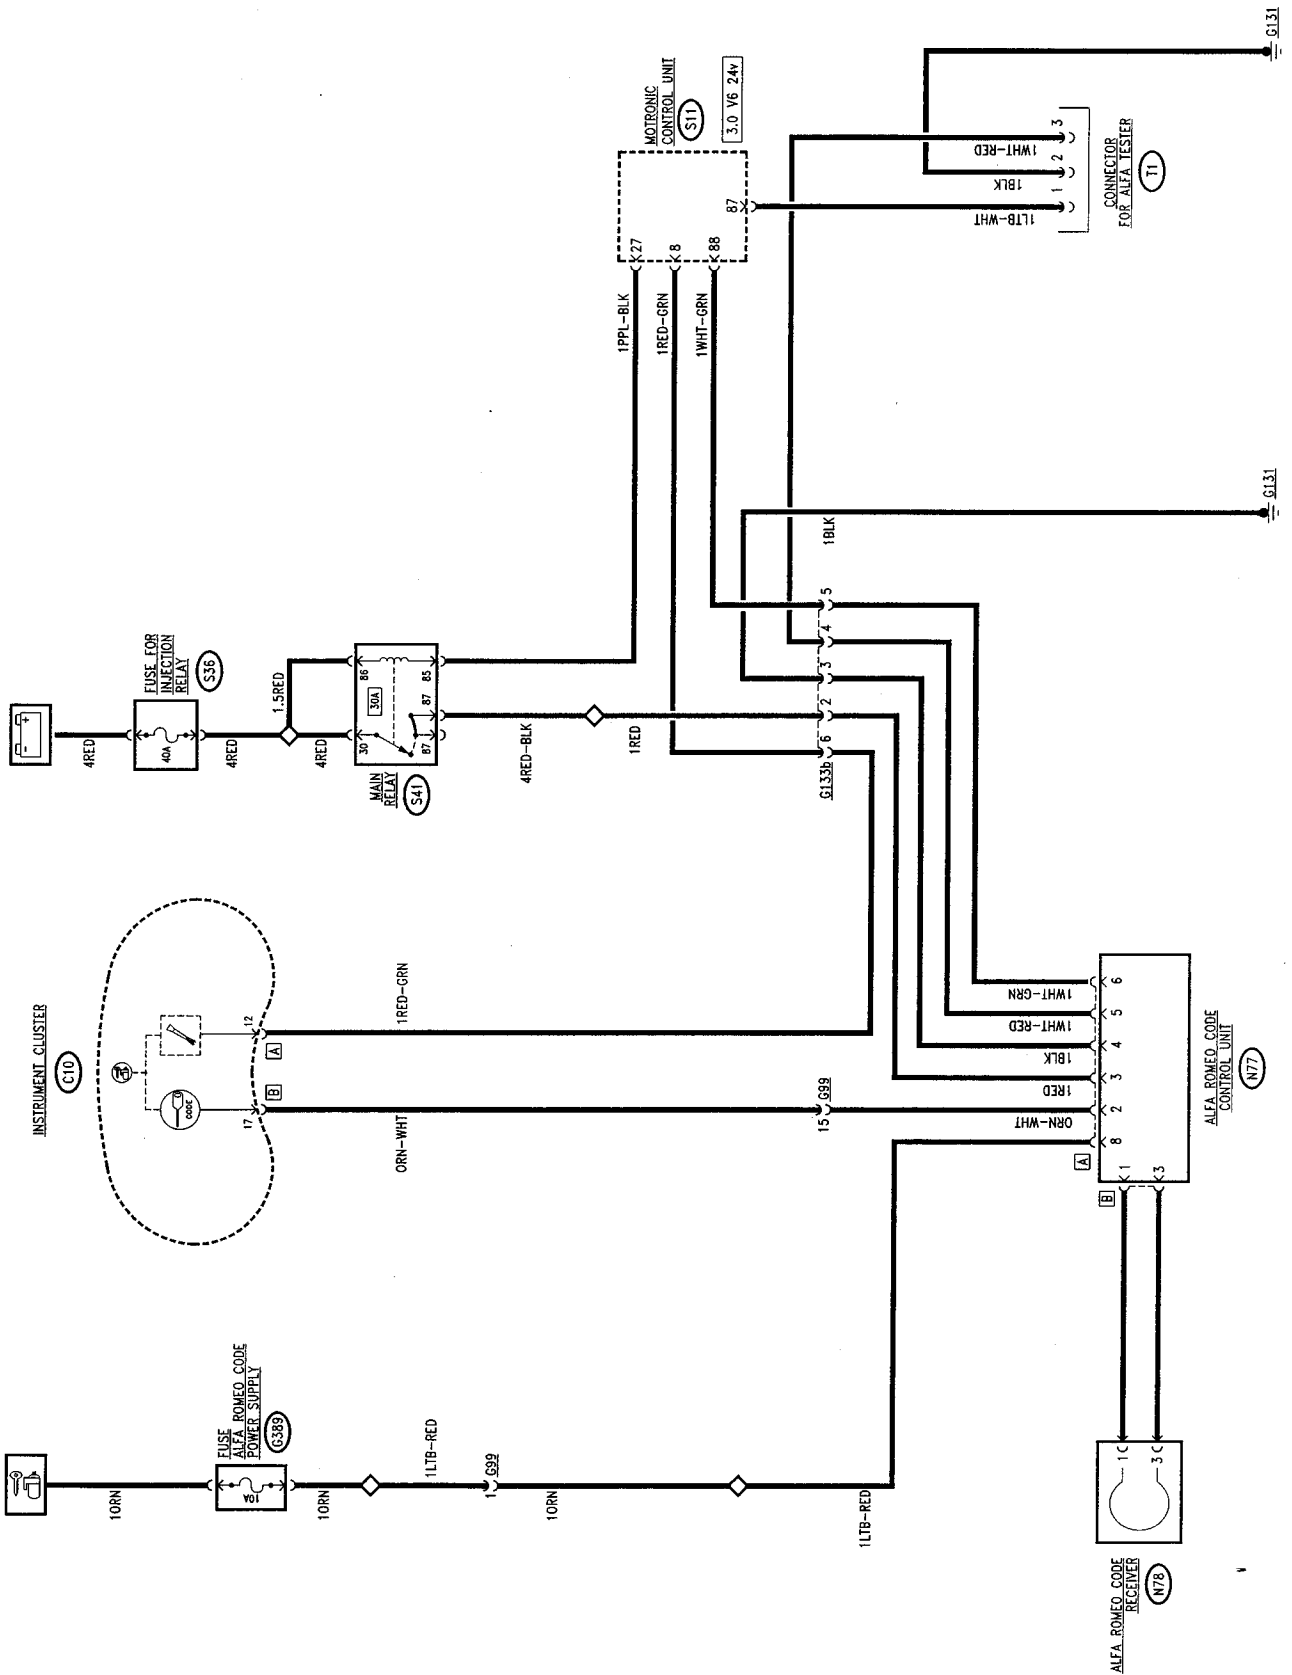 FUSE
ALFA ROMEO CODE
POWER SUPPLY
G389
10A
1ORN
1ORN
1LTB-RED
1
G99
1ORN
1LTB-RED
ALFA ROMEO CODE
RECEIVER
N78
1
3
INSTRUMENT CLUSTER
C10
CODE
17
12
B
A
ORN-WHT
1RED-GRN
15
G99
FUSE FOR
INJECTION
RELAY
S36
40A
4RED
4RED
4RED
1.5RED
MAIN
RELAY
S41
30
86
30A
87
87
85
4RED-BLK
1RED
G133b
6
2
3
4
5
1BLK
MOTRONIC
CONTROL UNIT
S11
3.0 V6 24v
27
8
88
87
1PPL-BLK
1RED-GRN
1WHT-GRN
1LTB-WHT
1BLK
1WHT-RED
1
2
3
CONNECTOR
FOR ALFA TESTER
T1
G131
G131
ORN-WHT
1RED
1BLK
1WHT-RED
1WHT-GRN
A
8
2
3
4
5
6
B
1
3
ALFA ROMEO CODE
CONTROL UNIT
N77